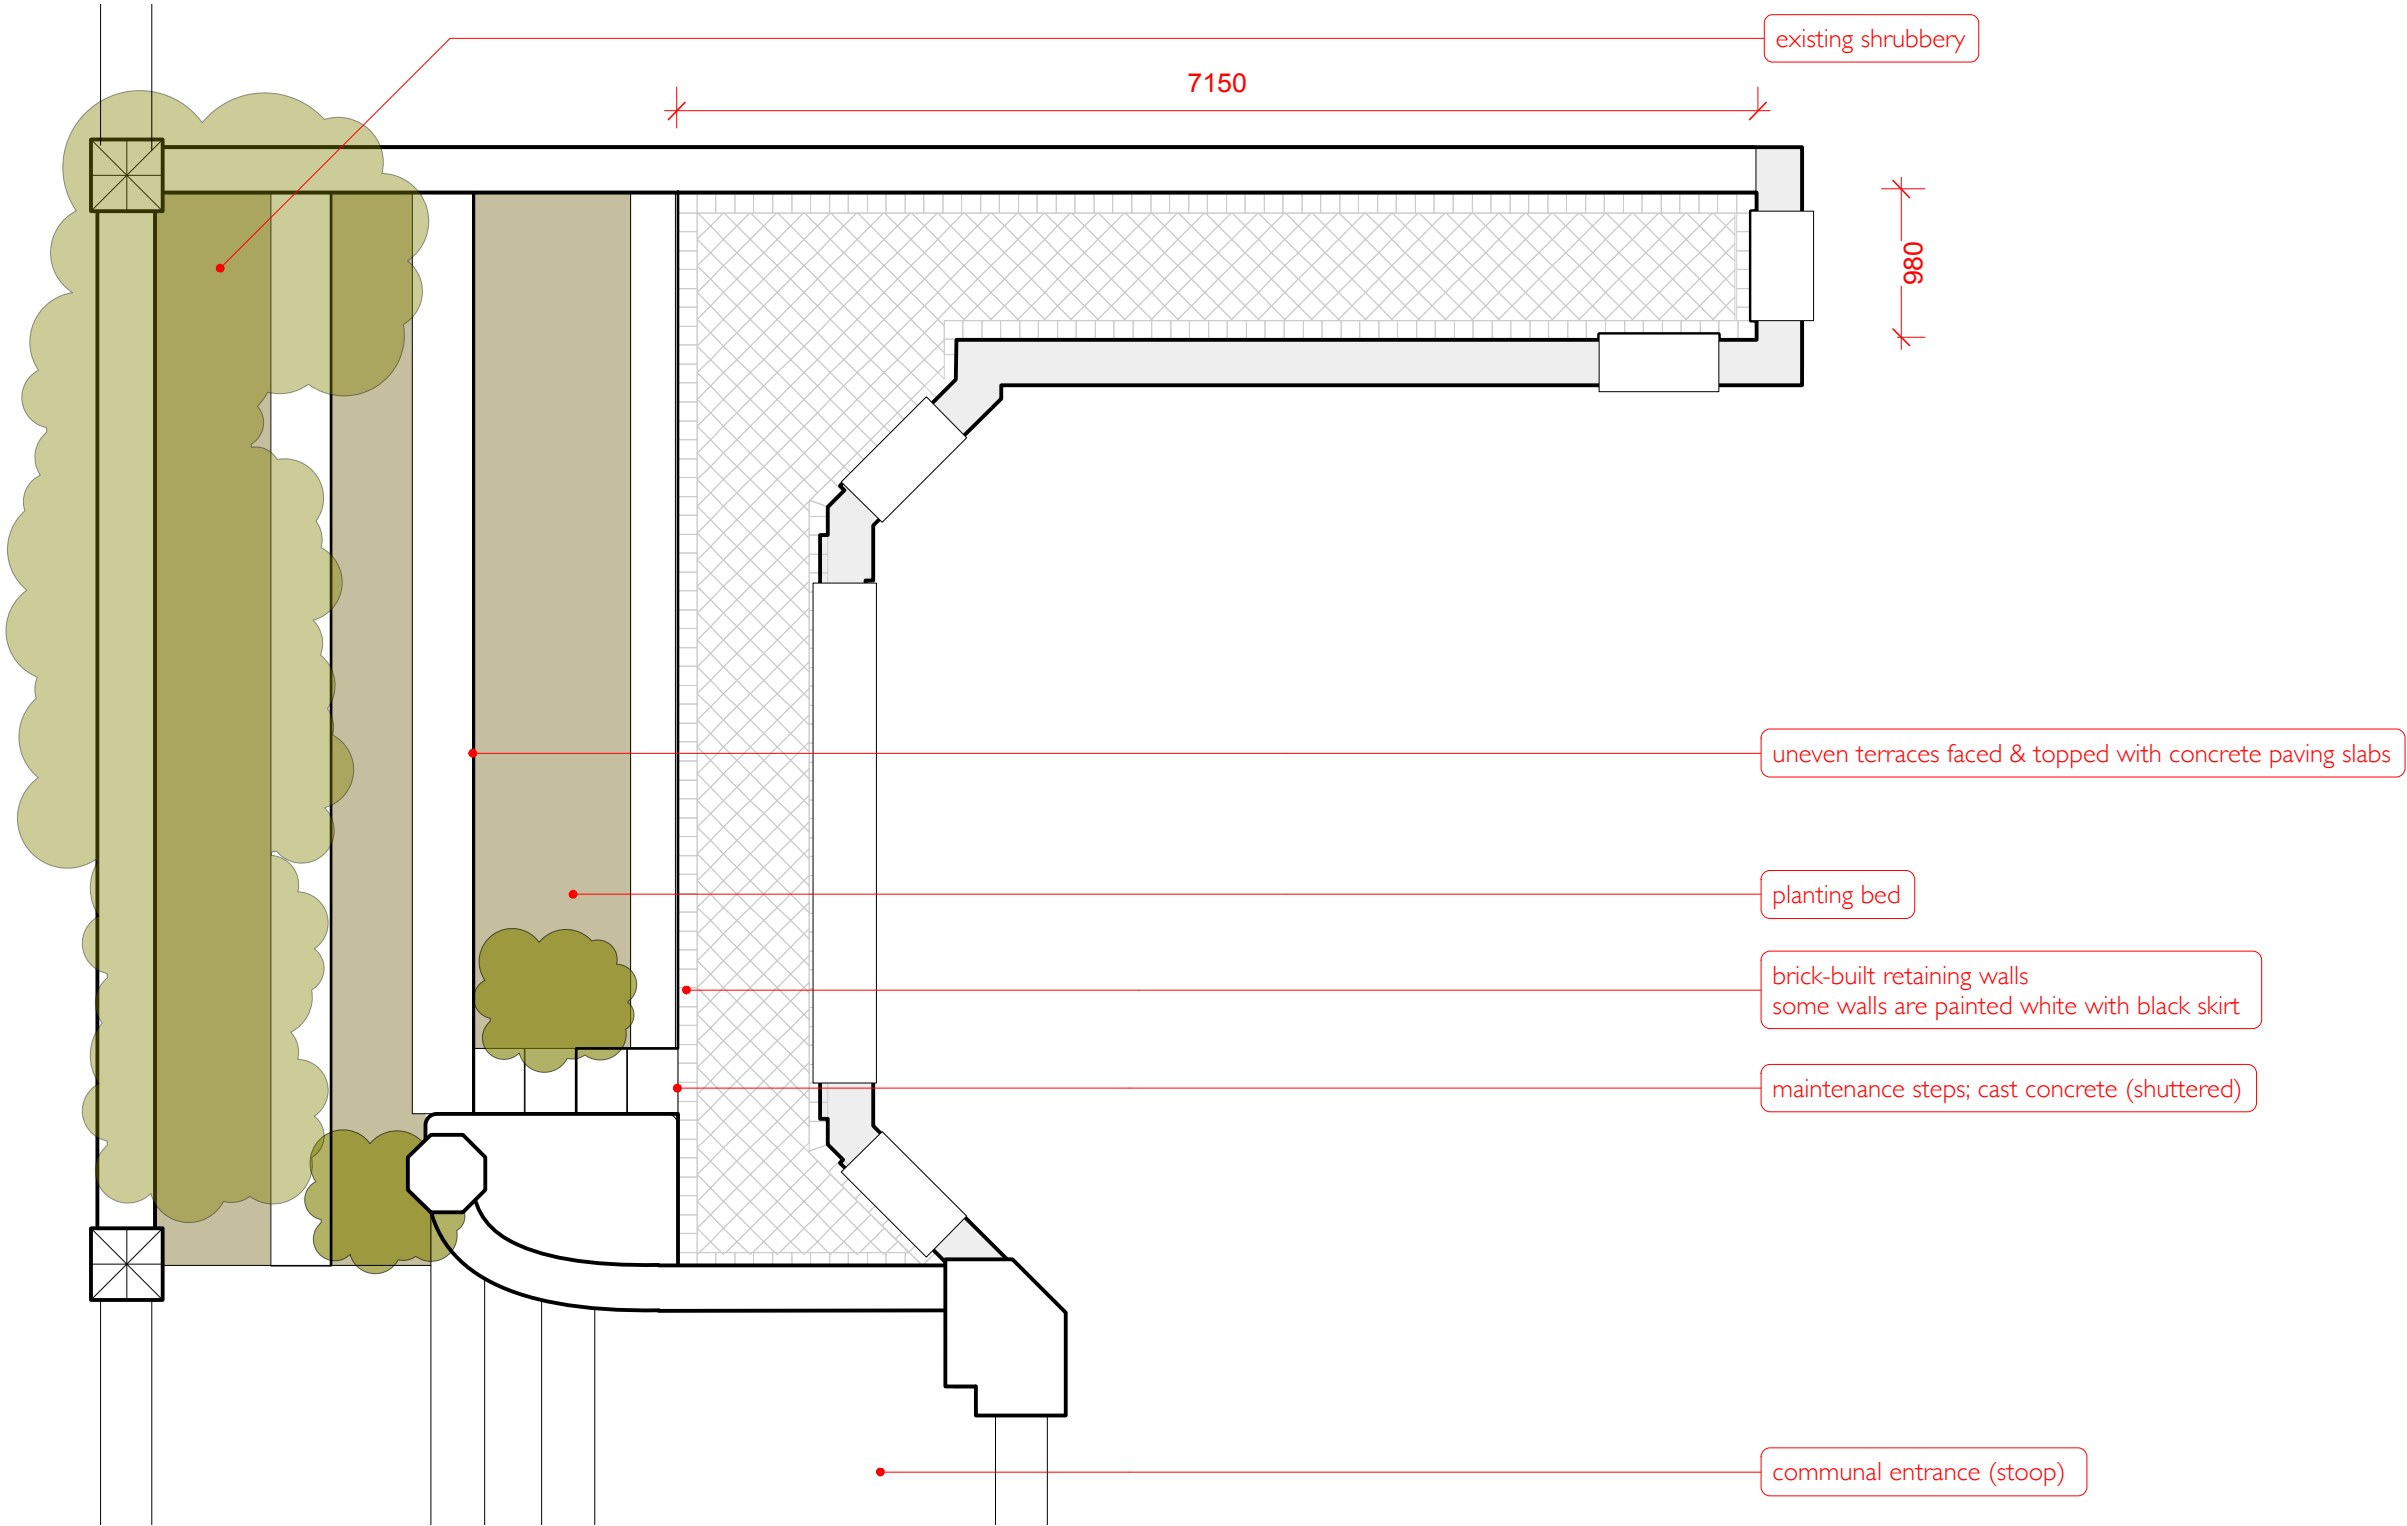 existing shrubbery
7150
980
uneven terraces faced & topped with concrete paving slabs
planting bed
brick-built retaining walls
some walls are painted white with black skirt
maintenance steps; cast concrete (shuttered)
communal entrance (stoop)